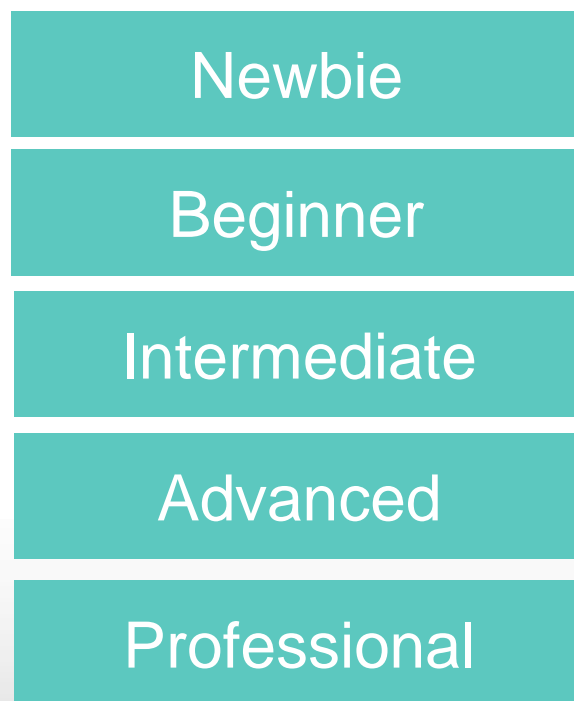 Newbie
Beginner
Intermediate
Advanced
Professional